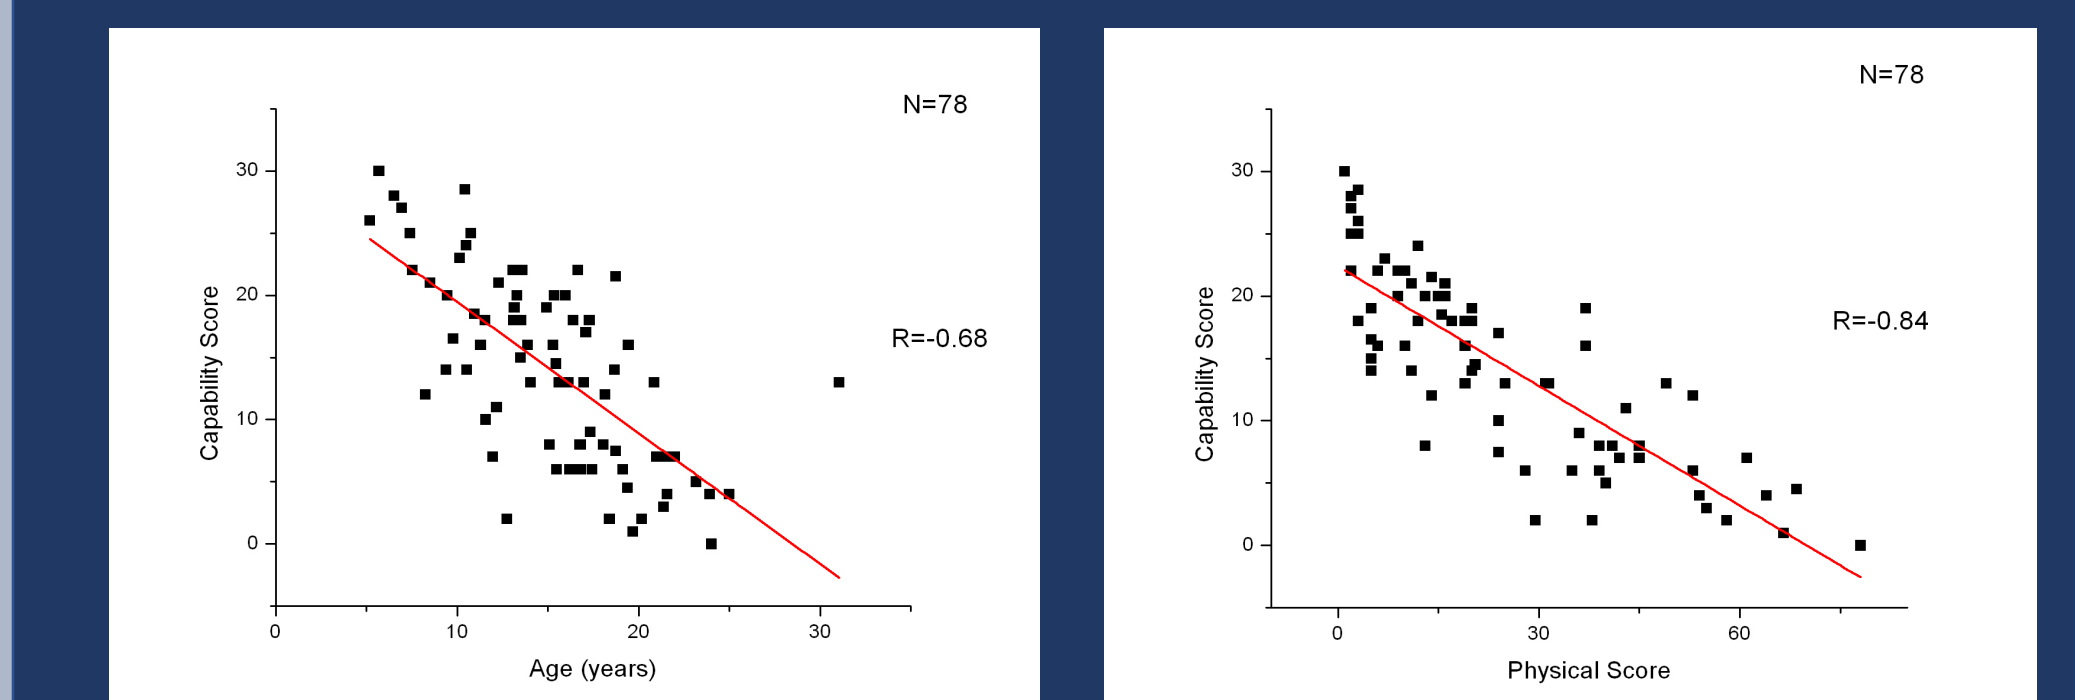 N=78
30
20
10
0
Capability Score
R=-0.68
0 10 20 30
Age (years)
N=78
30
20
10
0
Capability Score
R=-0.84
0 30 60
Physical Score